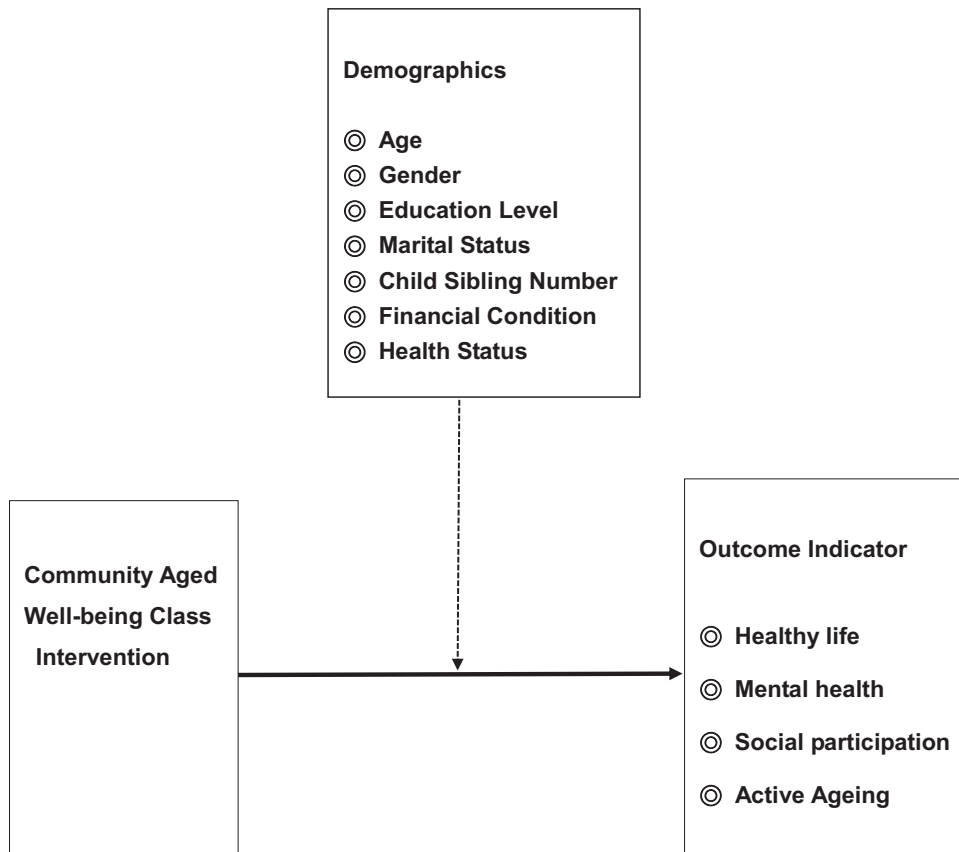 Demographics
◎ Age
◎ Gender
◎ Education Level
◎ Marital Status
◎ Child Sibling Number
◎ Financial Condition
◎ Health Status
Community Aged
Well-being Class
Intervention
Outcome Indicator
◎ Healthy life
◎ Mental health
◎ Social participation
◎ Active Ageing